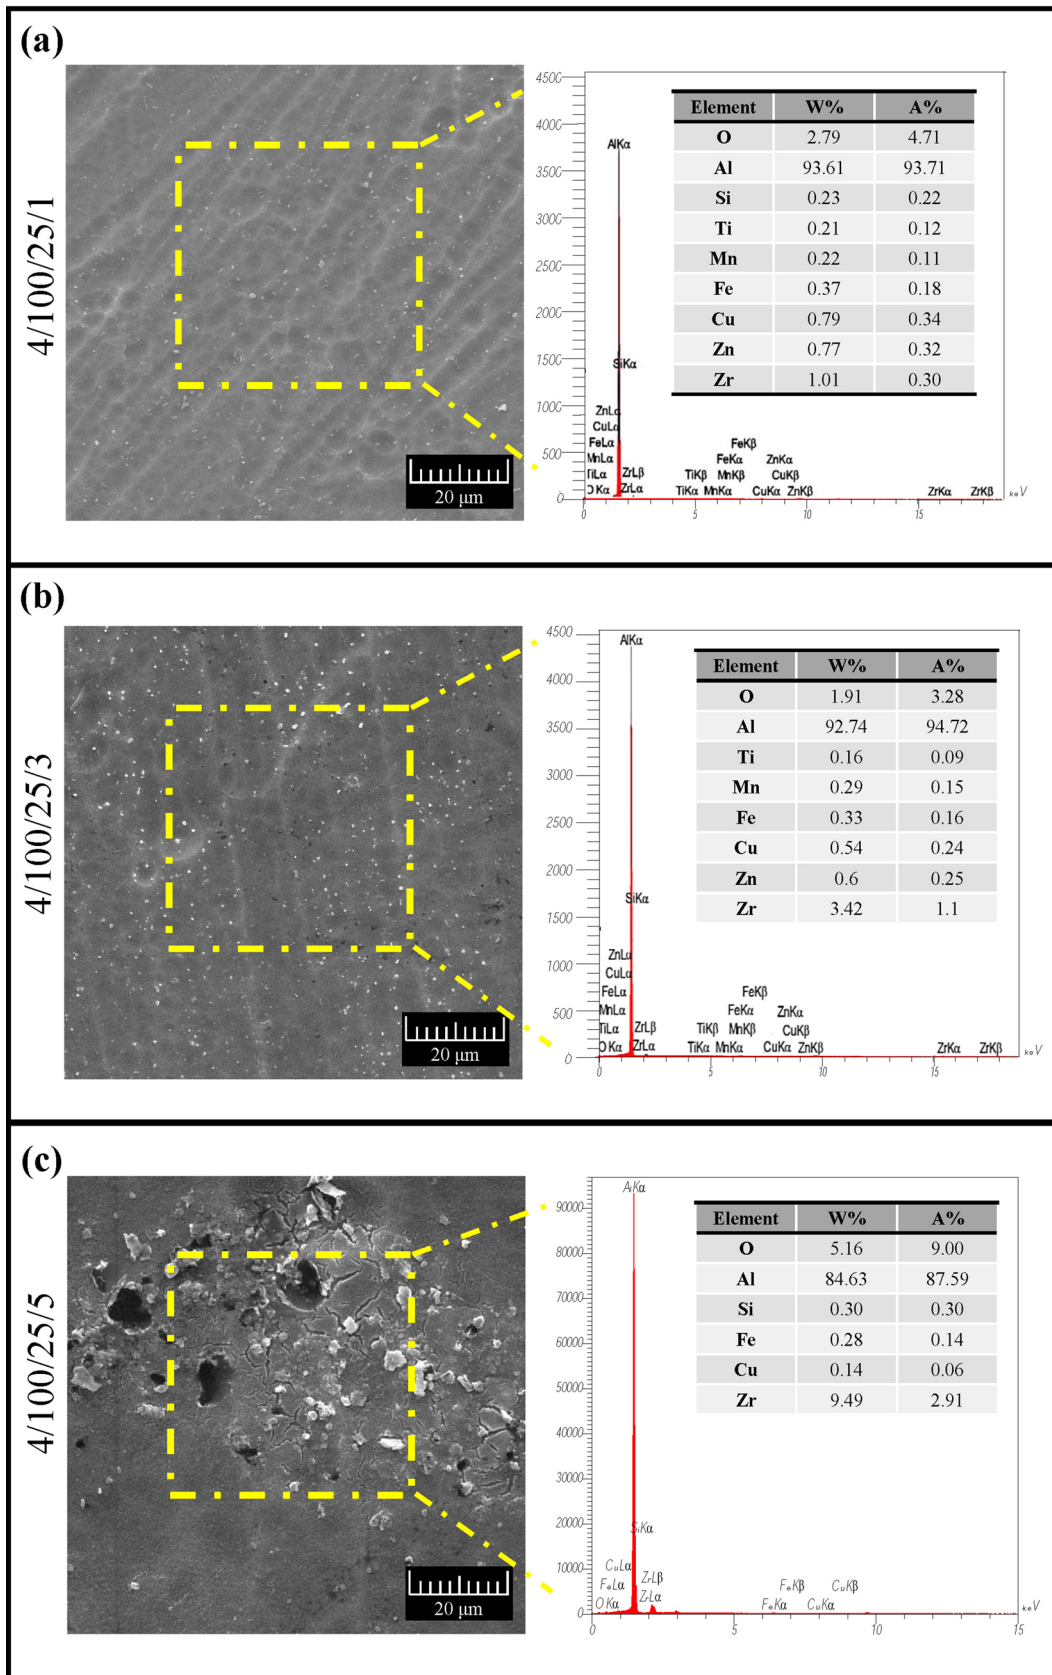 (a)
4/100/25/1
20 μm
4500
4000
3500
3000
2500
2000
1500
1000
500
0
AlKα
SiKα
ZnLα
CuLα
FeLα
MnLα
TiLα
OKα
ZrLβ
ZrLα
FeKβ
FeKα ZnKα
TiKβ MnKβ CuKβ
TiKα MnKα CuKα ZnKβ ZrKα ZrKβ
0 5 10 15 keV
Element W% A%
O 2.79 4.71
Al 93.61 93.71
Si 0.23 0.22
Ti 0.21 0.12
Mn 0.22 0.11
Fe 0.37 0.18
Cu 0.79 0.34
Zn 0.77 0.32
Zr 1.01 0.30
(b)
4/100/25/3
20 μm
4500
4000
3500
3000
2500
2000
1500
1000
500
0
AlKα
SiKα
ZnLα
CuLα
FeLα
MnLα
TiLα
OKα
ZrLβ
ZrLα
FeKβ
FeKα ZnKα
TiKβ MnKβ CuKβ
TiKα MnKα CuKα ZnKβ ZrKα ZrKβ
0 5 10 15 keV
Element W% A%
O 1.91 3.28
Al 92.74 94.72
Ti 0.16 0.09
Mn 0.29 0.15
Fe 0.33 0.16
Cu 0.54 0.24
Zn 0.6 0.25
Zr 3.42 1.1
(c)
4/100/25/5
20 μm
90000
80000
70000
60000
50000
40000
30000
20000
10000
0
AlKα
SiKα
CuLα
FeLα
OKα
ZrLβ
ZrLα
FeKβ CuKβ
FeKα CuKα
0 5 10 15
keV
Element W% A%
O 5.16 9.00
Al 84.63 87.59
Si 0.30 0.30
Fe 0.28 0.14
Cu 0.14 0.06
Zr 9.49 2.91